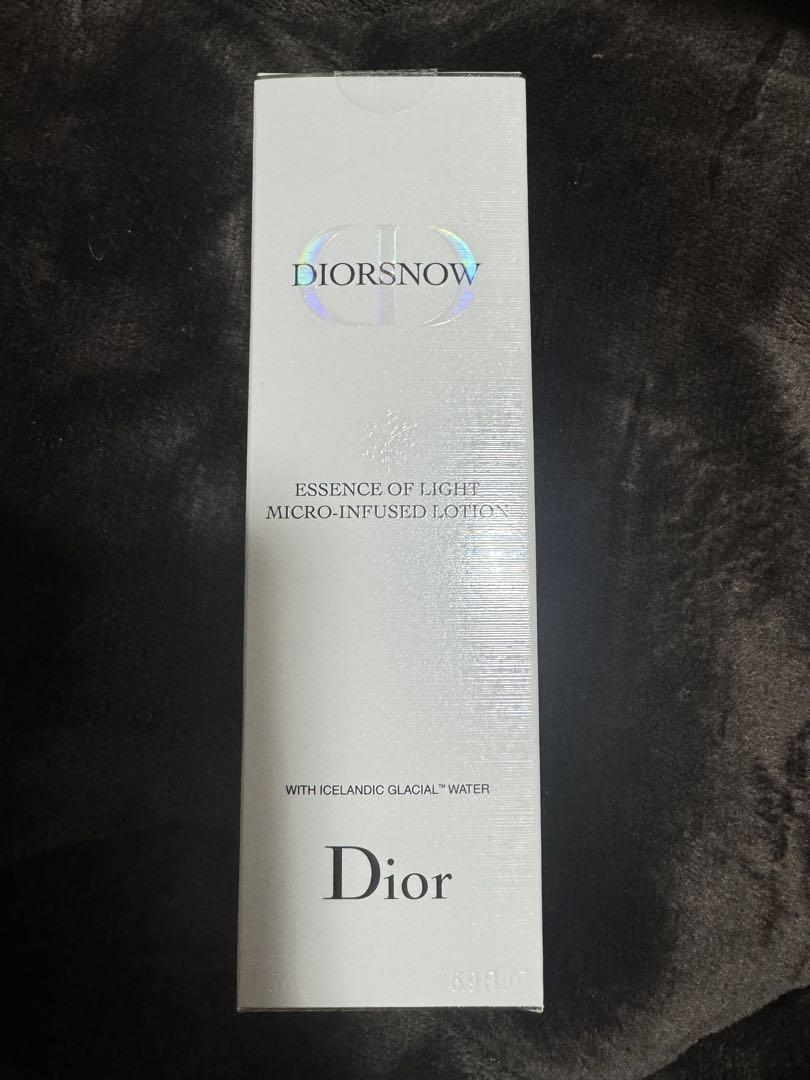 DIORSNOW
ESSENCE OF LIGHT
MICRO-INFUSED LOTION
WITH ICELANDIC GLACIAL™ WATER
Dior